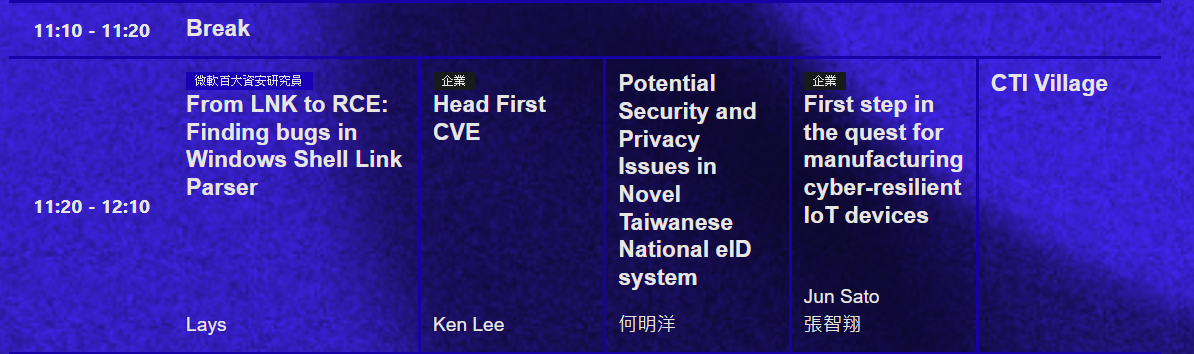 11:10 - 11:20
Break
11:20 - 12:10
微軟百大資安研究員
From LNK to RCE:
Finding bugs in
Windows Shell Link
Parser
Lays
企業
Head First
CVE
Ken Lee
Potential
Security and
Privacy
Issues in
Novel
Taiwanese
National eID
system
何明洋
企業
First step in
the quest for
manufacturing
cyber-resilient
IoT devices
Jun Sato
張智翔
CTI Village